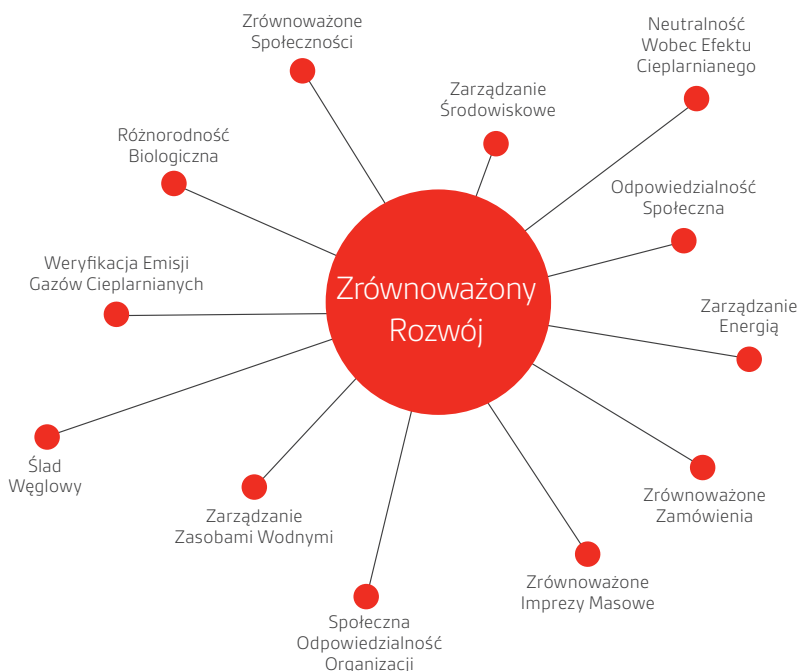 Zrównoważone
Społeczności
Neutralność
Wobec Efektu
Cieplarnianego
Zarządzanie
Środowiskowe
Różnorodność
Biologiczna
Odpowiedzialność
Społeczna
Weryfikacja Emisji
Gazów Cieplarnianych
Zrównoważony
Rozwój
Zarządzanie
Energią
Ślad
Węglowy
Zarządzanie
Zasobami Wodnymi
Zrównoważone
Zamówienia
Zrównoważone
Imprezy Masowe
Społeczna
Odpowiedzialność
Organizacji